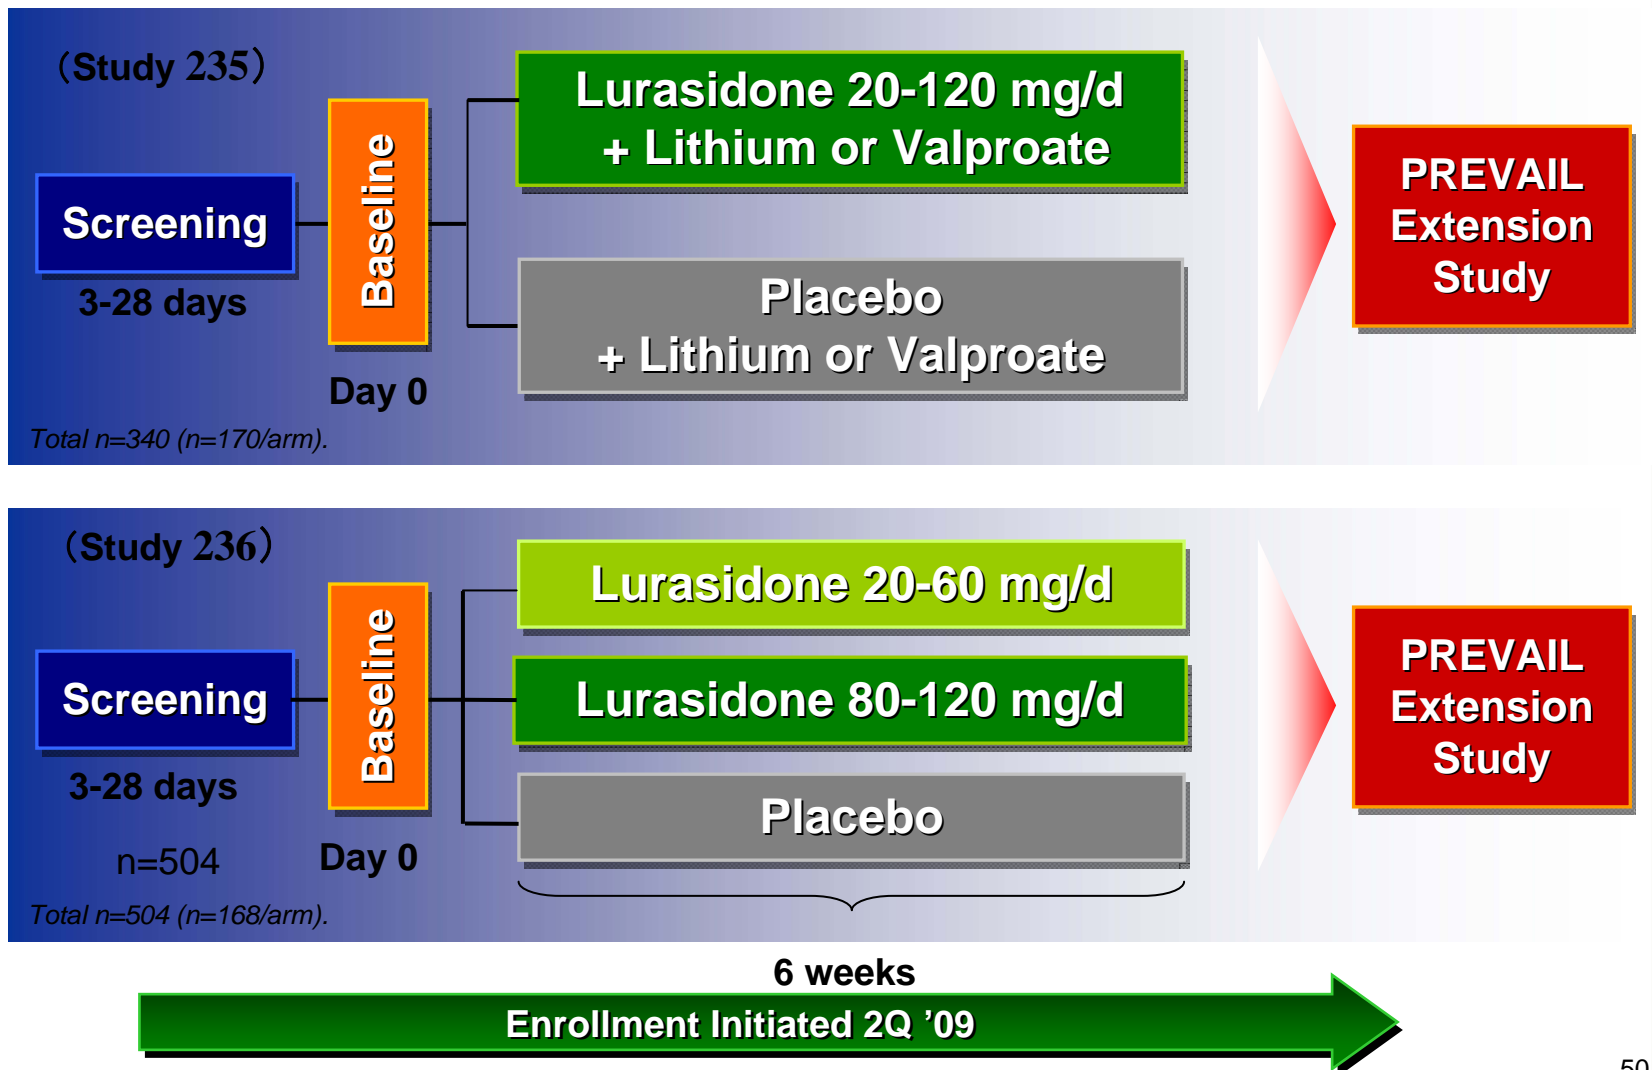 （Study 235）
Lurasidone 20-120 mg/d
+ Lithium or Valproate
Screening
Baseline
PREVAIL
Extension
Study
3-28 days
Placebo
+ Lithium or Valproate
Day 0
Total n=340 (n=170/arm).
（Study 236）
Lurasidone 20-60 mg/d
Screening
Baseline
Lurasidone 80-120 mg/d
PREVAIL
Extension
Study
3-28 days
Placebo
n=504
Day 0
Total n=504 (n=168/arm).
6 weeks
Enrollment Initiated 2Q ’09
50